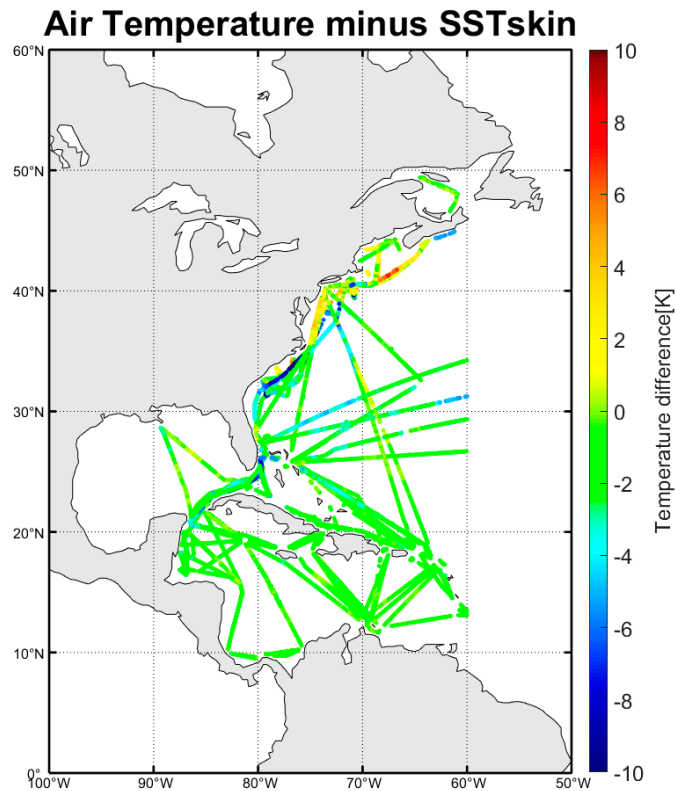 Air Temperature minus SSTskin
60°N
50°N
40°N
30°N
20°N
10°N
0°
100°W
90°W
80°W
70°W
60°W
50°W
10
8
6
4
2
0
-2
-4
-6
-8
-10
Temperature difference[K]